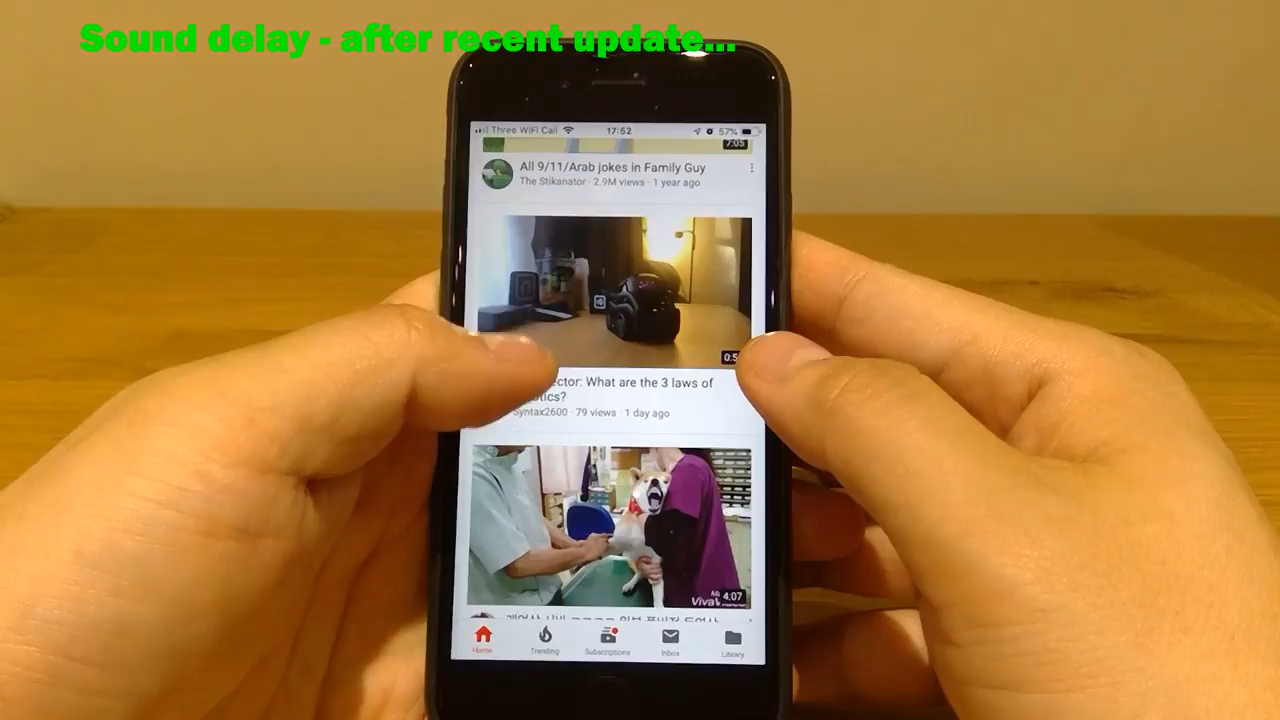 Sound delay - after recent update...
Three WiFi Call 17:52 57%
7:05
All 9/11/Arab jokes in Family Guy
The Stikanator · 2.9M views · 1 year ago
0:5
ector: What are the 3 laws of
otics?
Syntax2600 · 79 views · 1 day ago
4:07
Home Trending Subscriptions Inbox Library